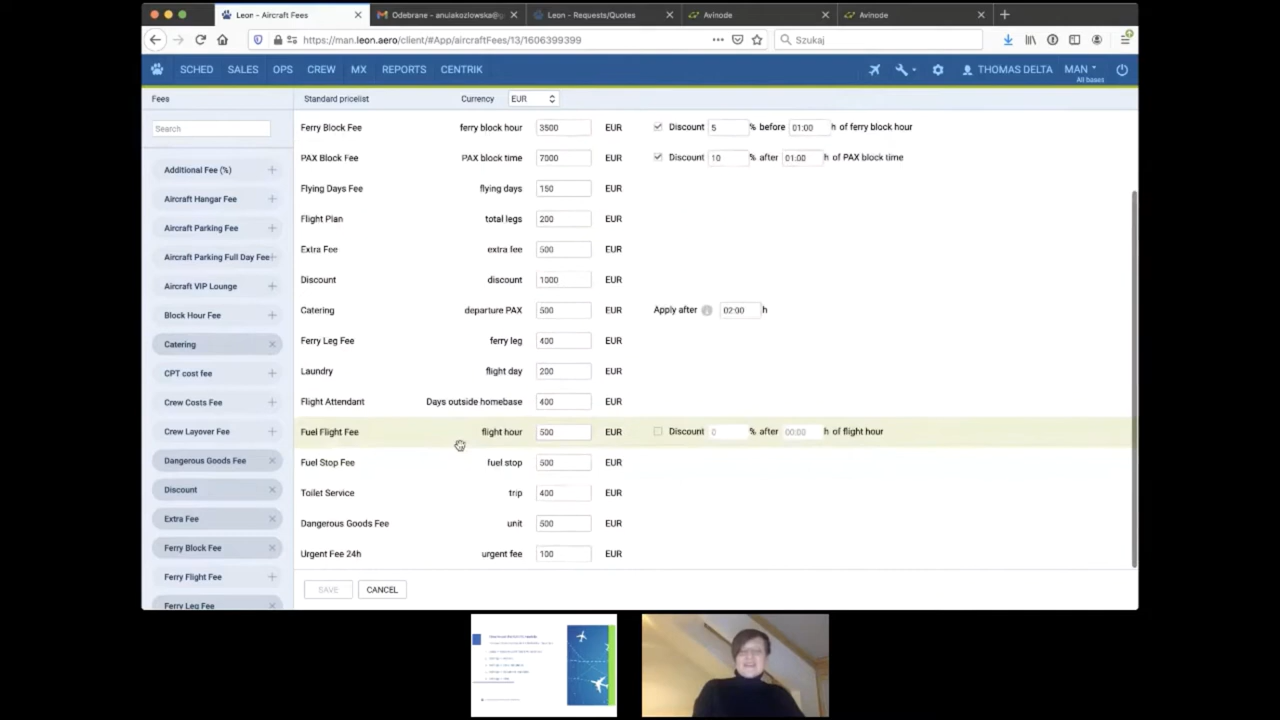 Leon - Aircraft Fees
Odebrane - anulakozlowska@
Leon - Requests/Quotes
Avinode
Avinode
https://man.leon.aero/client/#App/aircraftFees/13/1606399399
Szukaj
SCHED SALES OPS CREW MX REPORTS CENTRIK
THOMAS DELTA
MAN
All bases
Fees
Standard pricelist
Currency EUR
Search
Additional Fee (%)
Aircraft Hangar Fee
Aircraft Parking Fee
Aircraft Parking Full Day Fee
Aircraft VIP Lounge
Block Hour Fee
Catering
CPT cost fee
Crew Costs Fee
Crew Layover Fee
Dangerous Goods Fee
Discount
Extra Fee
Ferry Block Fee
Ferry Flight Fee
Ferry Leg Fee
Ferry Block Fee ferry block hour 3500 EUR Discount 5 % before 01:00 h of ferry block hour
PAX Block Fee PAX block time 7000 EUR Discount 10 % after 01:00 h of PAX block time
Flying Days Fee flying days 150 EUR
Flight Plan total legs 200 EUR
Extra Fee extra fee 500 EUR
Discount discount 1000 EUR
Catering departure PAX 500 EUR Apply after 02:00 h
Ferry Leg Fee ferry leg 400 EUR
Laundry flight day 200 EUR
Flight Attendant Days outside homebase 400 EUR
Fuel Flight Fee flight hour 500 EUR Discount 0 % after 00:00 h of flight hour
Fuel Stop Fee fuel stop 500 EUR
Toilet Service trip 400 EUR
Dangerous Goods Fee unit 500 EUR
Urgent Fee 24h urgent fee 100 EUR
SAVE CANCEL